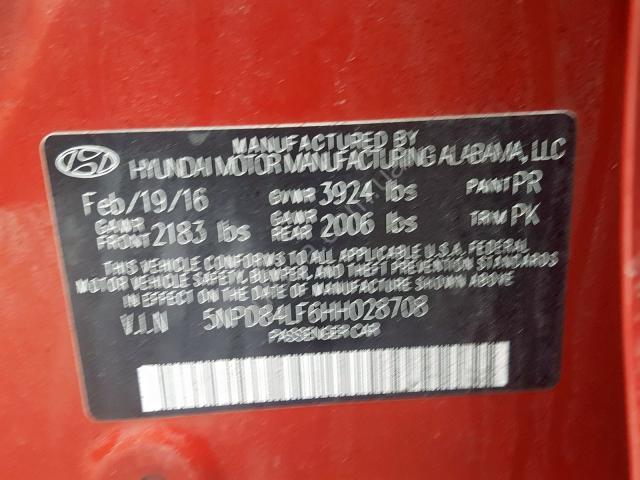 MANUFACTURED BY
HYUNDAI MOTOR MANUFACTURING ALABAMA, LLC
Feb/19/16 GVWR 3924 lbs PAINT PR
GAWR FRONT 2183 lbs GAWR REAR 2006 lbs TRIM PK
THIS VEHICLE CONFORMS TO ALL APPLICABLE U.S.A. FEDERAL
MOTOR VEHICLE SAFETY, BUMPER, AND THEFT PREVENTION STANDARDS
IN EFFECT ON THE DATE OF MANUFACTURE SHOWN ABOVE.
V.I.N 5NPD84LF6HH028708
PASSENGER CAR